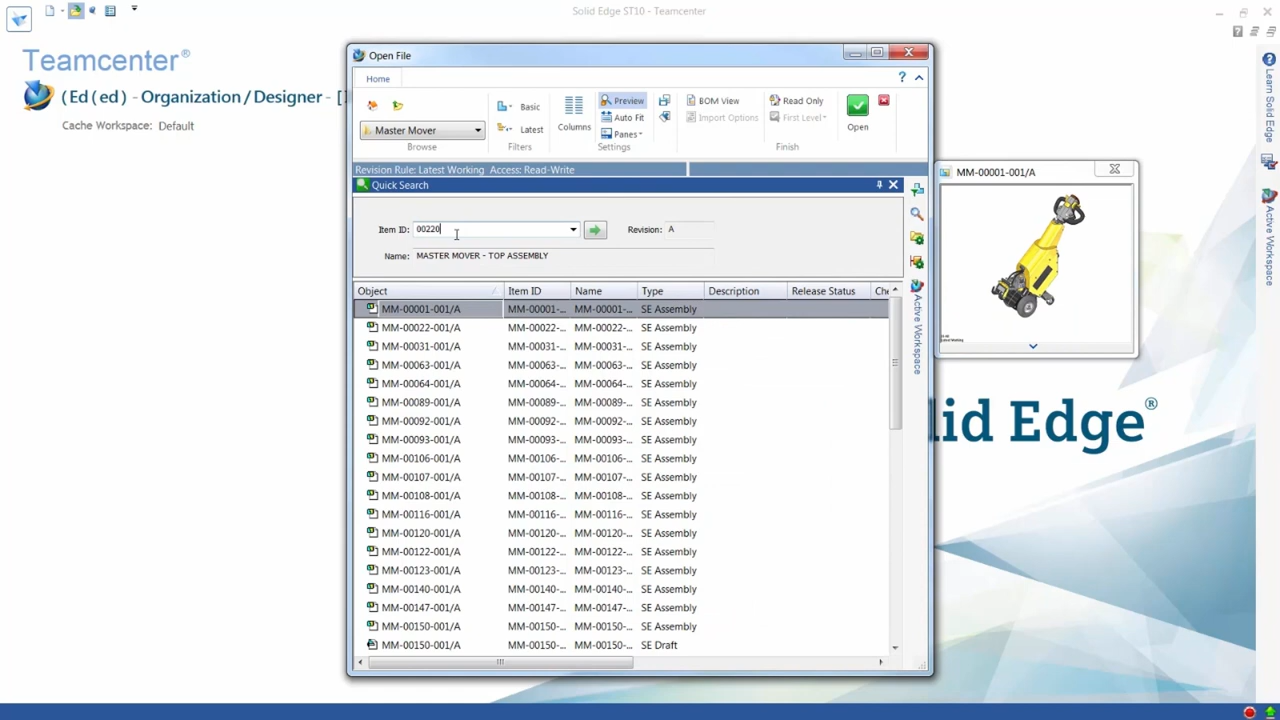 Solid Edge ST10 - Teamcenter
Teamcenter®
(Ed ( ed) - Organization / Designer - [
Cache Workspace: Default
Open File
Home
Master Mover
Browse
Basic
Latest
Filters
Columns
Preview
Auto Fit
Panes
Settings
BOM View
Import Options
Read Only
First Level
Finish
Open
Revision Rule: Latest Working Access: Read-Write
Quick Search
Item ID: 00220
Revision: A
Name: MASTER MOVER - TOP ASSEMBLY
Object Item ID Name Type Description Release Status Che
MM-00001-001/A MM-00001-... MM-00001-... SE Assembly
MM-00022-001/A MM-00022-... MM-00022-... SE Assembly
MM-00031-001/A MM-00031-... MM-00031-... SE Assembly
MM-00063-001/A MM-00063-... MM-00063-... SE Assembly
MM-00064-001/A MM-00064-... MM-00064-... SE Assembly
MM-00089-001/A MM-00089-... MM-00089-... SE Assembly
MM-00092-001/A MM-00092-... MM-00092-... SE Assembly
MM-00093-001/A MM-00093-... MM-00093-... SE Assembly
MM-00106-001/A MM-00106-... MM-00106-... SE Assembly
MM-00107-001/A MM-00107-... MM-00107-... SE Assembly
MM-00108-001/A MM-00108-... MM-00108-... SE Assembly
MM-00116-001/A MM-00116-... MM-00116-... SE Assembly
MM-00120-001/A MM-00120-... MM-00120-... SE Assembly
MM-00122-001/A MM-00122-... MM-00122-... SE Assembly
MM-00123-001/A MM-00123-... MM-00123-... SE Assembly
MM-00140-001/A MM-00140-... MM-00140-... SE Assembly
MM-00147-001/A MM-00147-... MM-00147-... SE Assembly
MM-00150-001/A MM-00150-... MM-00150-... SE Assembly
MM-00150-001/A MM-00150-... MM-00150-... SE Draft
Active Workspace
MM-00001-001/A
lid Edge®
Learn Solid Edge
Active Workspace